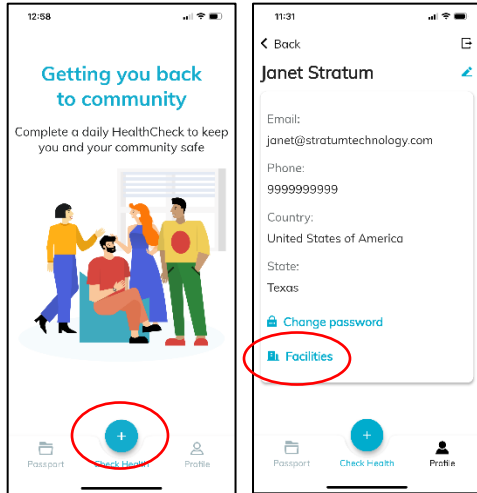 12:58
Getting you back
to community
Complete a daily HealthCheck to keep
you and your community safe
+
Passport
Check Health
Profile
11:31
Back
Janet Stratum
Email:
janet@stratumtechnology.com
Phone:
9999999999
Country:
United States of America
State:
Texas
Change password
Facilities
+
Passport
Check Health
Profile